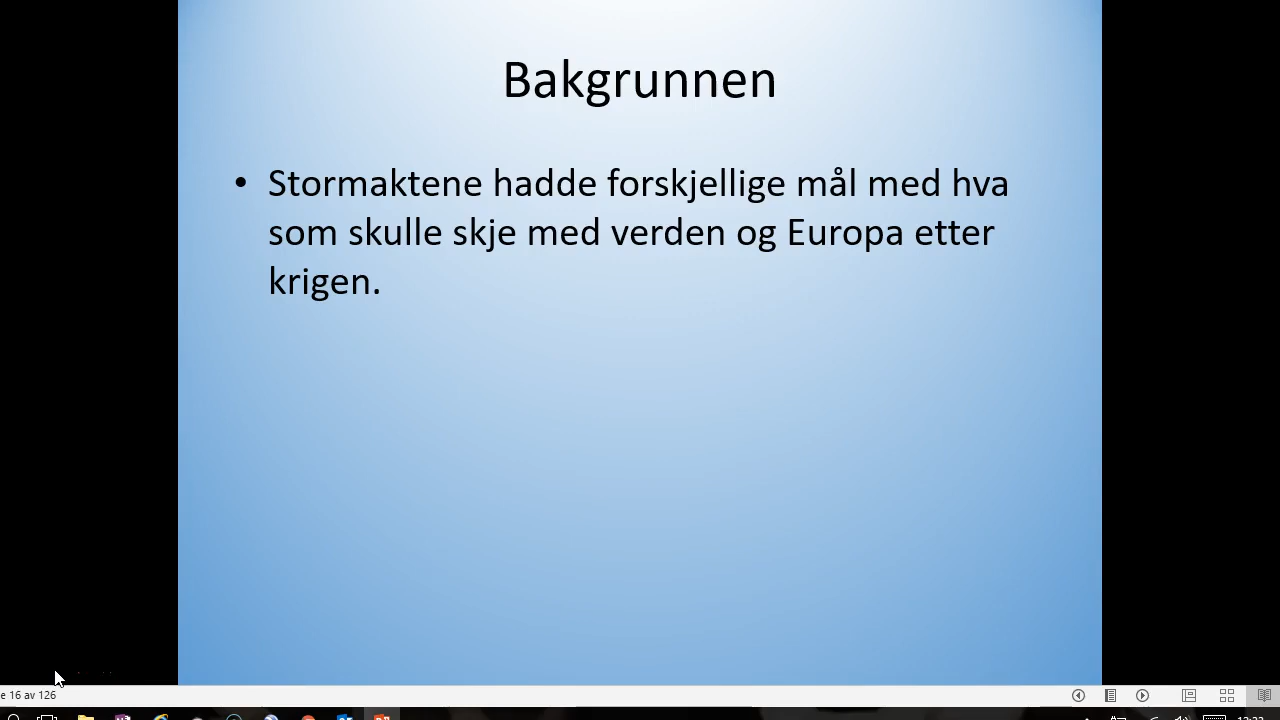 Bakgrunnen
• Stormaktene hadde forskjellige mål med hva
som skulle skje med verden og Europa etter
krigen.
e 16 av 126